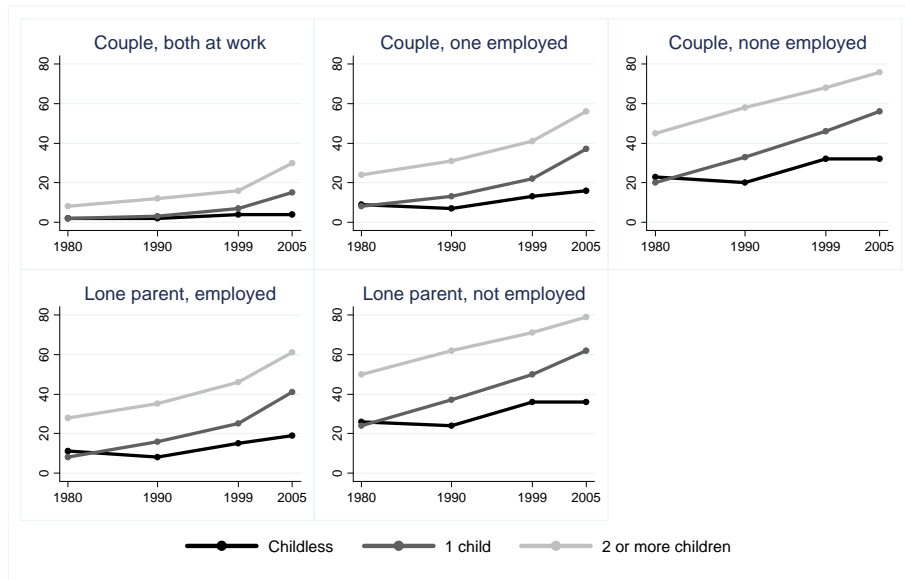 Couple, both at work
80
60
40
20
0
1980 1990 1999 2005
Couple, one employed
80
60
40
20
0
1980 1990 1999 2005
Couple, none employed
80
60
40
20
0
1980 1990 1999 2005
Lone parent, employed
80
60
40
20
0
1980 1990 1999 2005
Lone parent, not employed
80
60
40
20
0
1980 1990 1999 2005
Childless 1 child 2 or more children